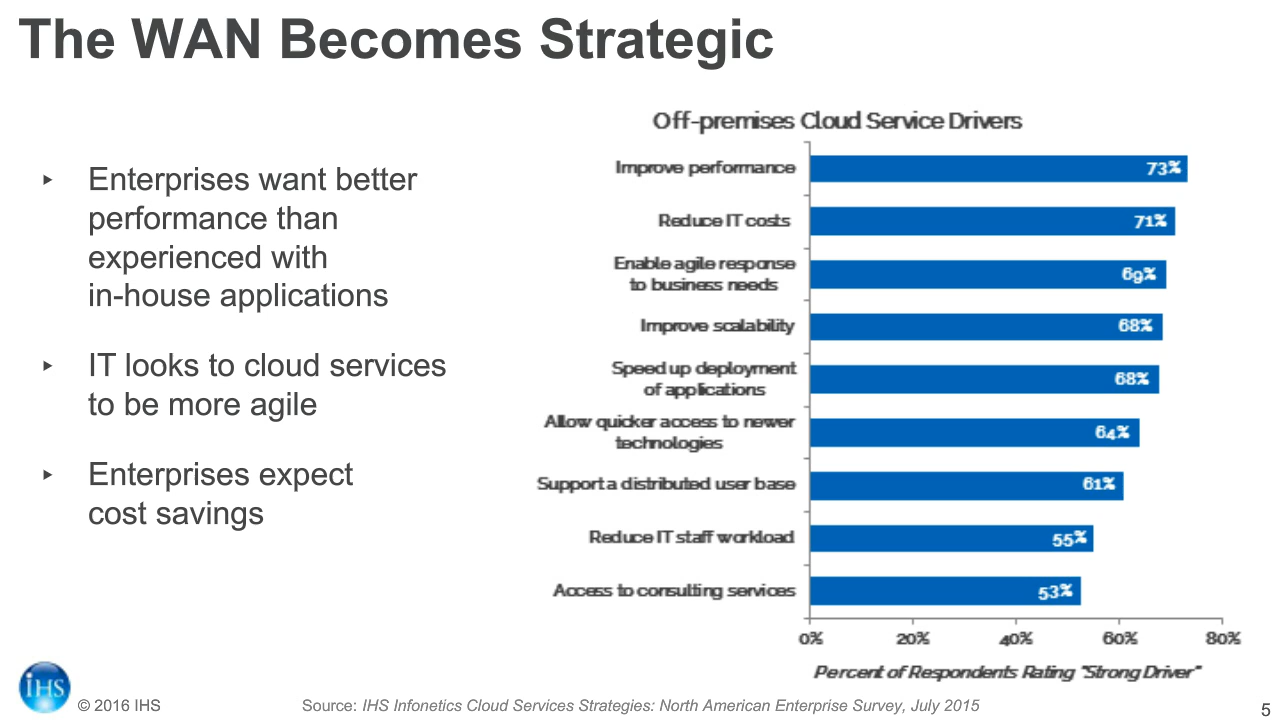 The WAN Becomes Strategic
▸ Enterprises want better
performance than
experienced with
in-house applications
▸ IT looks to cloud services
to be more agile
▸ Enterprises expect
cost savings
Off-premises Cloud Service Drivers
Improve performance 73%
Reduce IT costs 71%
Enable agile response
to business needs 69%
Improve scalability 68%
Speed up deployment
of applications 68%
Allow quicker access to newer
technologies 64%
Support a distributed user base 61%
Reduce IT staff workload 55%
Access to consulting services 53%
0% 20% 40% 60% 80%
Percent of Respondents Rating "Strong Driver"
IHS
© 2016 IHS
Source: IHS Infonetics Cloud Services Strategies: North American Enterprise Survey, July 2015
5